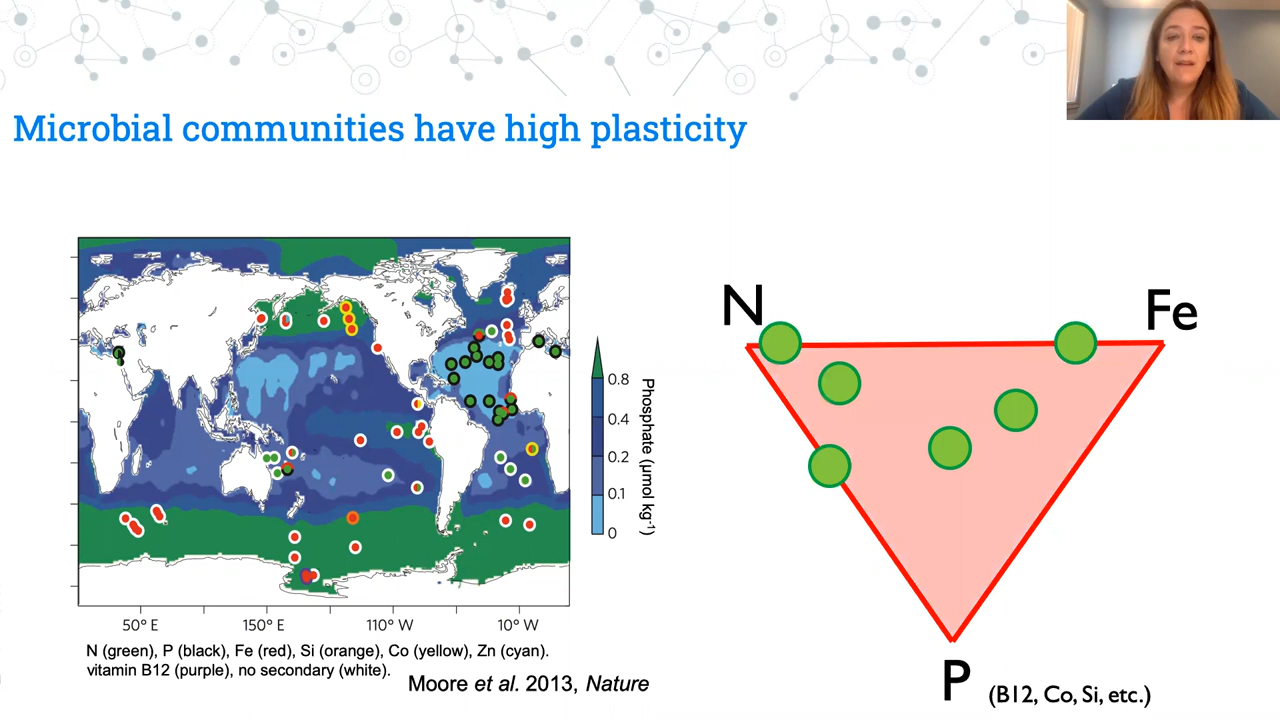 Microbial communities have high plasticity
0.8
0.4
0.2
0.1
0
Phosphate (μmol kg⁻¹)
50° E
150° E
110° W
10° W
N (green), P (black), Fe (red), Si (orange), Co (yellow), Zn (cyan).
vitamin B12 (purple), no secondary (white).
Moore et al. 2013, Nature
N
Fe
P (B12, Co, Si, etc.)